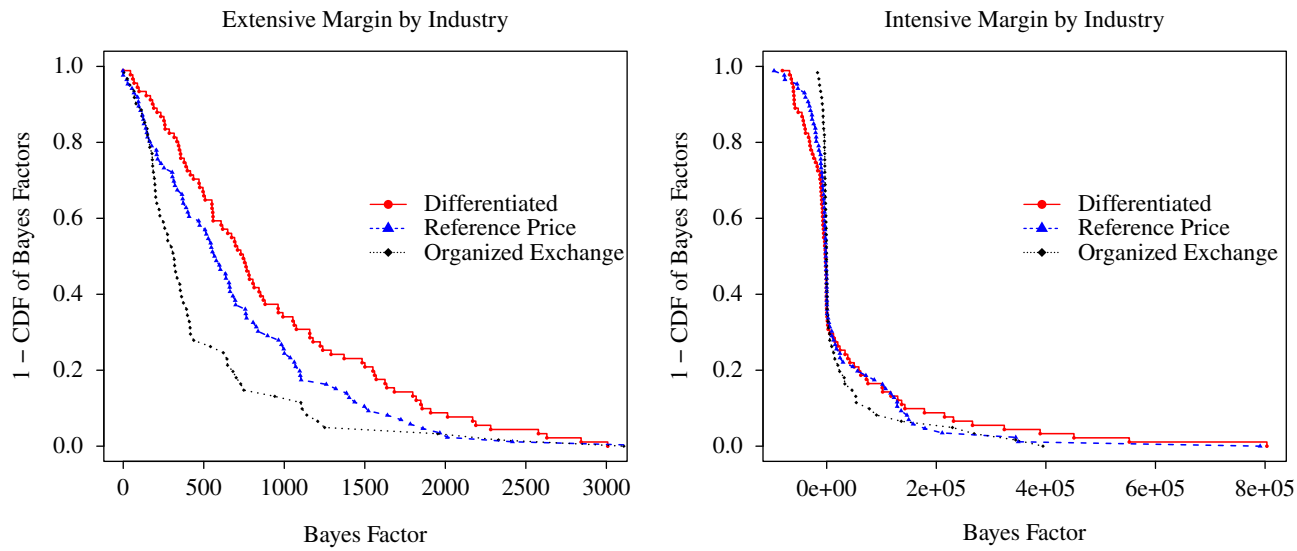 Extensive Margin by Industry
1 − CDF of Bayes Factors
1.0
0.8
0.6
0.4
0.2
0.0
Differentiated
Reference Price
Organized Exchange
0 500 1000 1500 2000 2500 3000
Bayes Factor
Intensive Margin by Industry
1 − CDF of Bayes Factors
1.0
0.8
0.6
0.4
0.2
0.0
Differentiated
Reference Price
Organized Exchange
0e+00 2e+05 4e+05 6e+05 8e+05
Bayes Factor